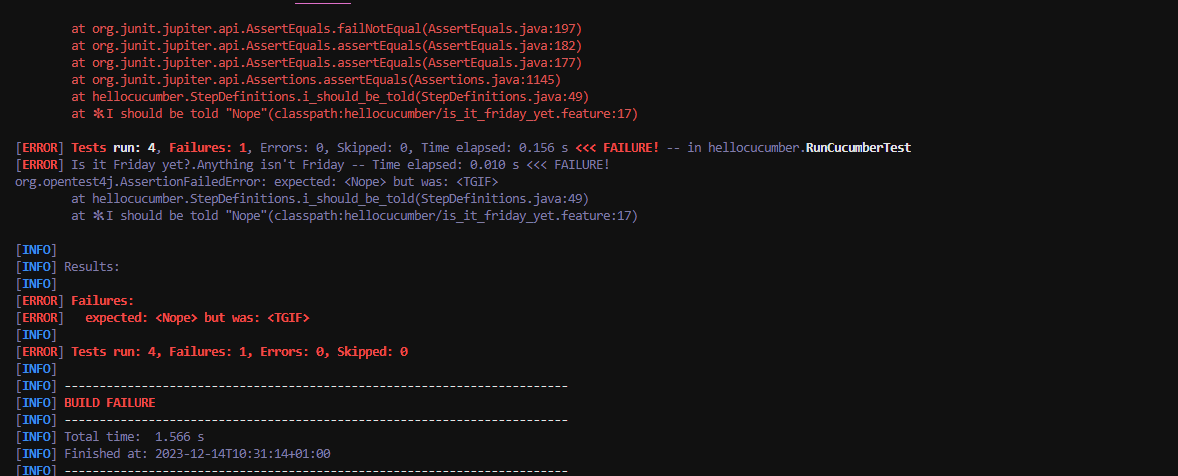 at org.junit.jupiter.api.AssertEquals.failNotEqual(AssertEquals.java:197)
at org.junit.jupiter.api.AssertEquals.assertEquals(AssertEquals.java:182)
at org.junit.jupiter.api.AssertEquals.assertEquals(AssertEquals.java:177)
at org.junit.jupiter.api.Assertions.assertEquals(Assertions.java:1145)
at hellocucumber.StepDefinitions.i_should_be_told(StepDefinitions.java:49)
at ✽.I should be told "Nope"(classpath:hellocucumber/is_it_friday_yet.feature:17)
[ERROR] Tests run: 4, Failures: 1, Errors: 0, Skipped: 0, Time elapsed: 0.156 s <<< FAILURE! -- in hellocucumber.RunCucumberTest
[ERROR] Is it Friday yet?.Anything isn't Friday -- Time elapsed: 0.010 s <<< FAILURE!
org.opentest4j.AssertionFailedError: expected: <Nope> but was: <TGIF>
at hellocucumber.StepDefinitions.i_should_be_told(StepDefinitions.java:49)
at ✽.I should be told "Nope"(classpath:hellocucumber/is_it_friday_yet.feature:17)
[INFO]
[INFO] Results:
[INFO]
[ERROR] Failures:
[ERROR]   expected: <Nope> but was: <TGIF>
[INFO]
[ERROR] Tests run: 4, Failures: 1, Errors: 0, Skipped: 0
[INFO]
[INFO] ------------------------------------------------------------------------
[INFO] BUILD FAILURE
[INFO] ------------------------------------------------------------------------
[INFO] Total time:  1.566 s
[INFO] Finished at: 2023-12-14T10:31:14+01:00
[INFO] ------------------------------------------------------------------------